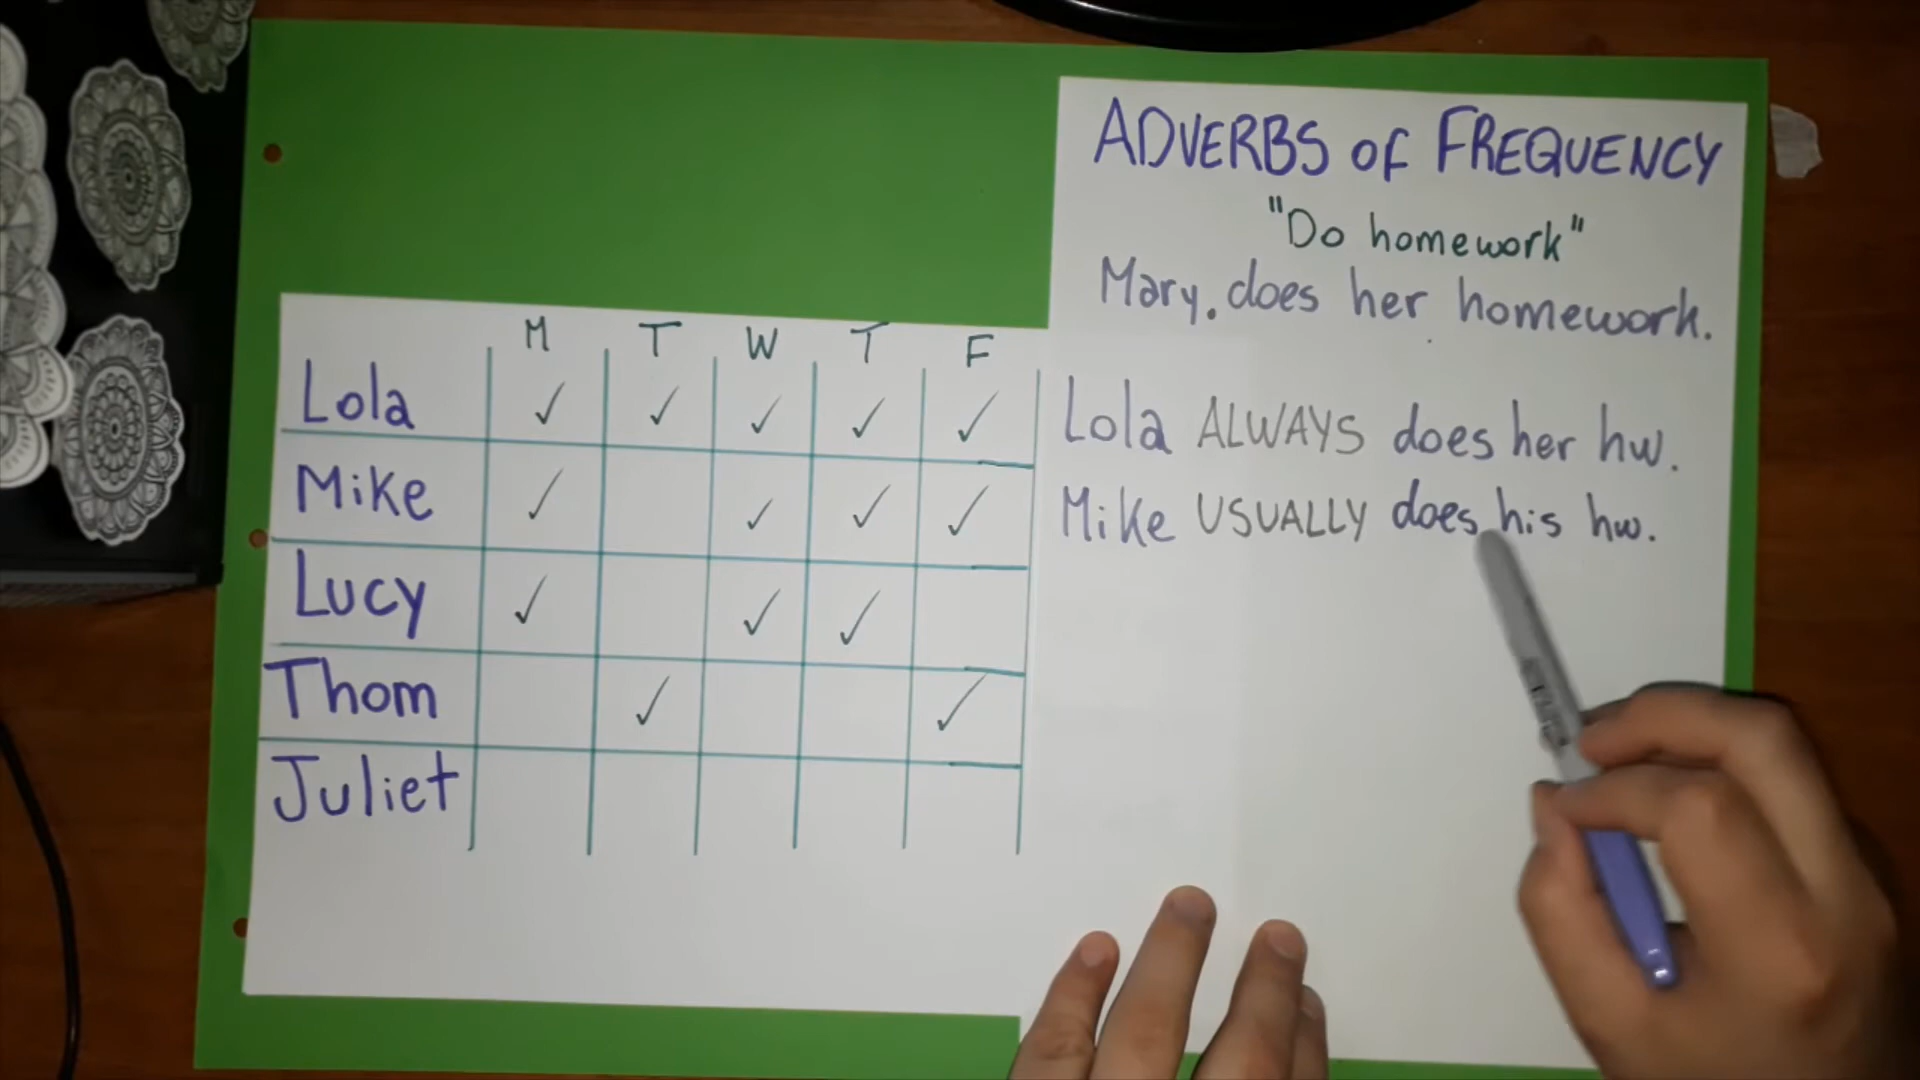 ADVERBS of FREQUENCY
"Do homework"
Mary. does her homework.
M T W T F
Lola ✓ ✓ ✓ ✓ ✓
Mike ✓ ✓ ✓ ✓
Lucy ✓ ✓ ✓
Thom ✓ ✓
Juliet
Lola ALWAYS does her hw.
Mike USUALLY does his hw.